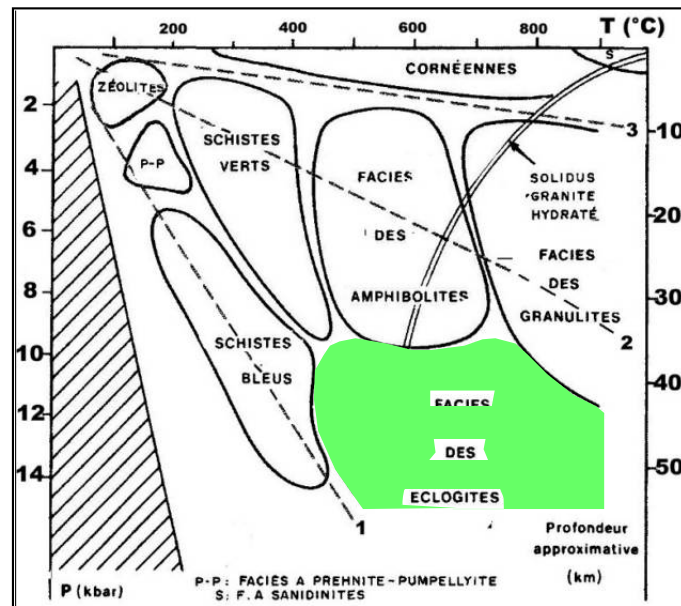 200 400 600 800 T (°C)
S
CORNÉENNES
ZÉOLITES
2
3 10
SCHISTES
VERTS
P-P
4
FACIES
SOLIDUS
GRANITE
HYDRATÉ
6
20
DES
FACIES
DES
8
AMPHIBOLITES
30
GRANULITES
SCHISTES
2
10
BLEUS
FACIES
40
12
DES
14
50
ECLOGITES
1
Profondeur
approximative
(km)
P (kbar)
P-P: FACIÉS A PREHNITE-PUMPELLYITE
S: F. A SANIDINITES